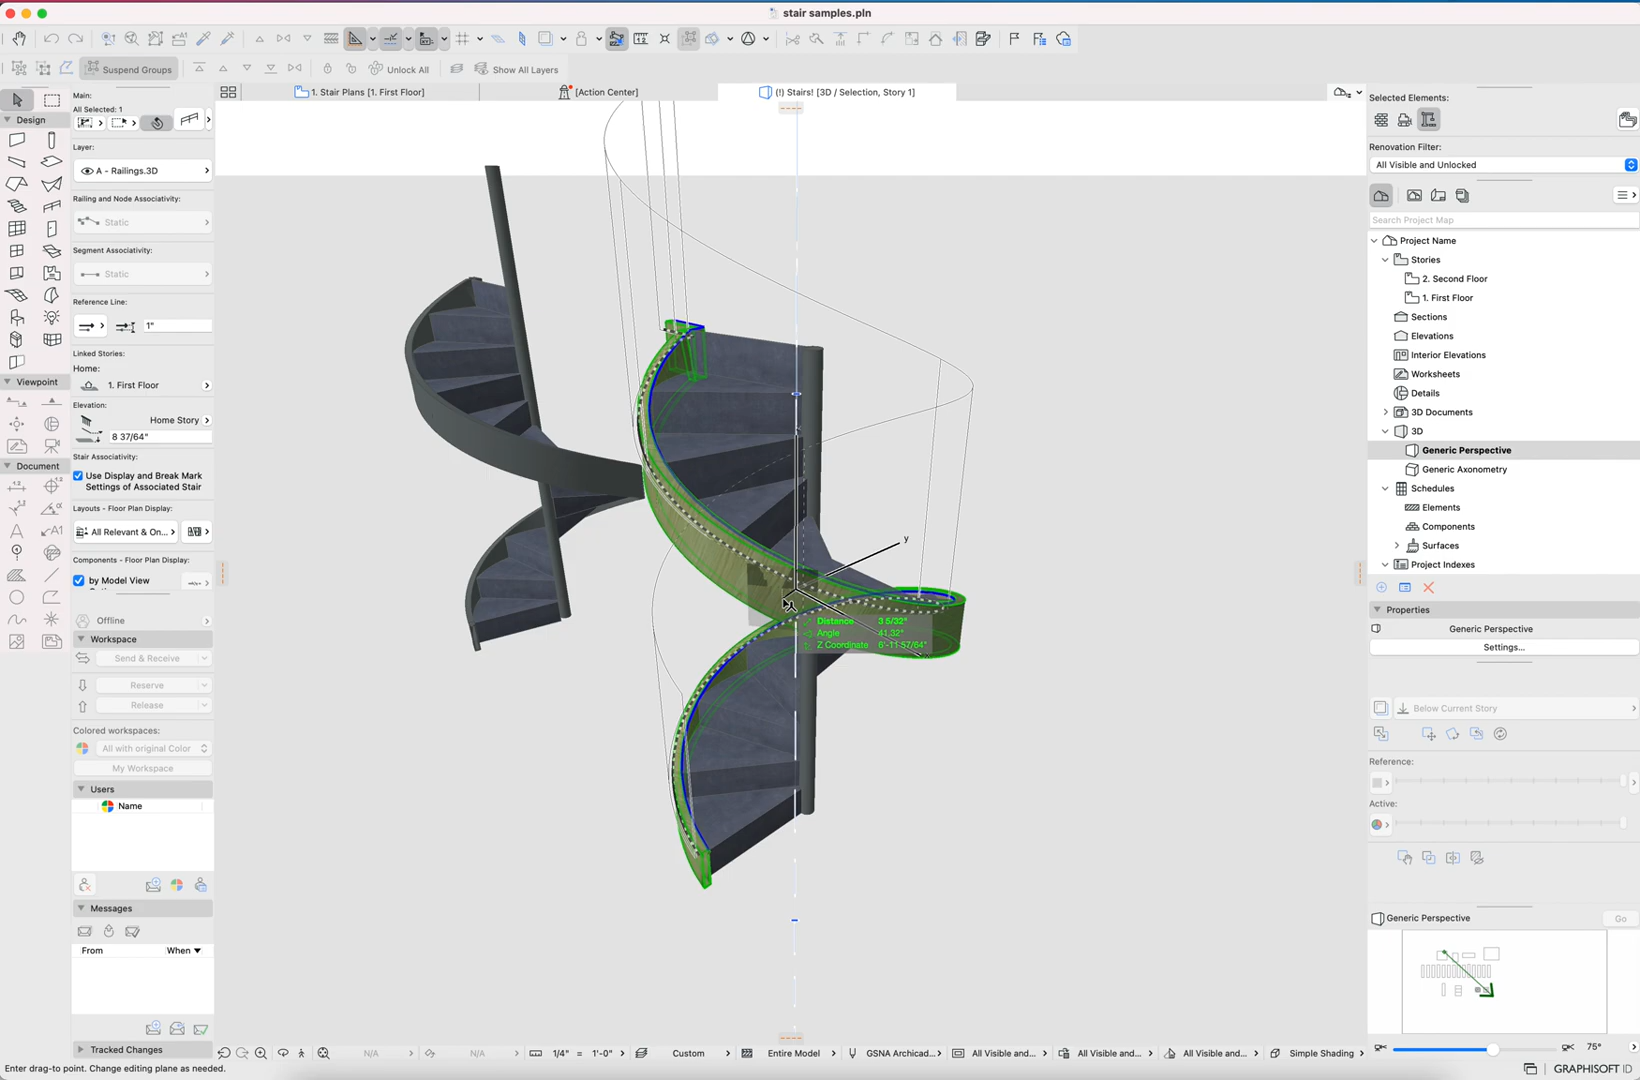 stair samples.pln
Suspend Groups
Unlock All
Show All Layers
1. Stair Plans [1. First Floor]
[Action Center]
(!) Stairs! [3D / Selection, Story 1]
Main:
All Selected: 1
Design
Layer:
A - Railings.3D
Railing and Node Associativity:
Static
Segment Associativity:
Static
Reference Line:
1"
Linked Stories:
Home:
1. First Floor
Elevation:
Home Story
8 37/64"
Stair Associativity:
Use Display and Break Mark
Settings of Associated Stair
Layouts - Floor Plan Display:
All Relevant & On...
Components - Floor Plan Display:
by Model View
Viewpoint
Document
A
A1
Offline
Workspace
Send & Receive
Reserve
Release
Colored workspaces:
All with original Color
My Workspace
Users
Name
Messages
From
When
Tracked Changes
y
Distance 3 5/32"
Angle 41.32°
Z Coordinate 6'-11 57/64"
Selected Elements:
Renovation Filter:
All Visible and Unlocked
Search Project Map
Project Name
Stories
2. Second Floor
1. First Floor
Sections
Elevations
Interior Elevations
Worksheets
Details
3D Documents
3D
Generic Perspective
Generic Axonometry
Schedules
Elements
Components
Surfaces
Project Indexes
Properties
Generic Perspective
Settings...
Below Current Story
Reference:
Active:
Generic Perspective
Go
75°
N/A
N/A
1/4" = 1'-0"
Custom
Entire Model
GSNA Archicad...
All Visible and...
All Visible and...
All Visible and...
Simple Shading
Enter drag-to point. Change editing plane as needed.
GRAPHISOFT ID